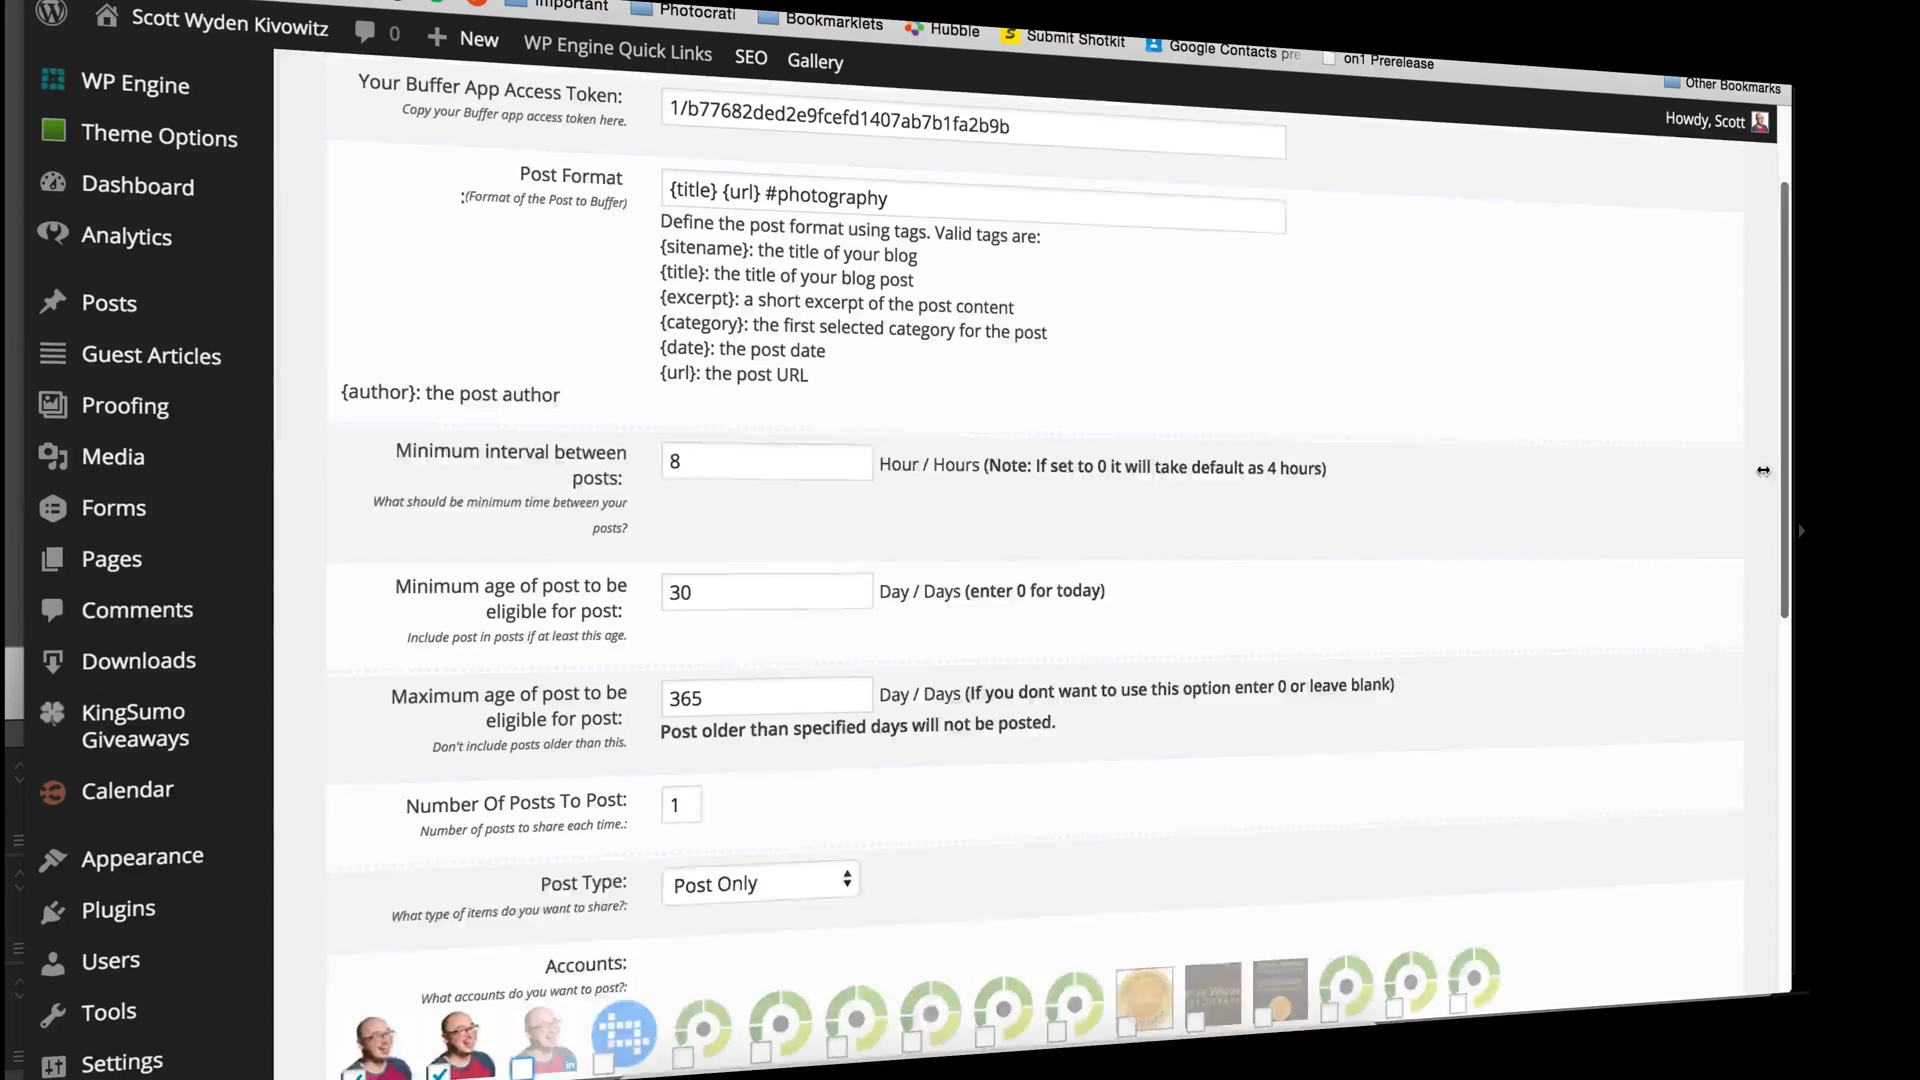 Important
Photocrati
Bookmarklets
Hubble
Submit Shotkit
Google Contacts pre
on1 Prerelease
Other Bookmarks
Scott Wyden Kivowitz
0
New
WP Engine Quick Links
SEO
Gallery
Howdy, Scott
WP Engine
Theme Options
Dashboard
Analytics
Posts
Guest Articles
Proofing
Media
Forms
Pages
Comments
Downloads
KingSumo
Giveaways
Calendar
Appearance
Plugins
Users
Tools
Settings
Your Buffer App Access Token:
Copy your Buffer app access token here.
1/b77682ded2e9fcefd1407ab7b1fa2b9b
Post Format
:(Format of the Post to Buffer)
{title} {url} #photography
Define the post format using tags. Valid tags are:
{sitename}: the title of your blog
{title}: the title of your blog post
{excerpt}: a short excerpt of the post content
{category}: the first selected category for the post
{date}: the post date
{url}: the post URL
{author}: the post author
Minimum interval between
posts:
What should be minimum time between your
posts?
8
Hour / Hours (Note: If set to 0 it will take default as 4 hours)
Minimum age of post to be
eligible for post:
Include post in posts if at least this age.
30
Day / Days (enter 0 for today)
Maximum age of post to be
eligible for post:
Don't include posts older than this.
365
Day / Days (If you dont want to use this option enter 0 or leave blank)
Post older than specified days will not be posted.
Number Of Posts To Post:
Number of posts to share each time.:
1
Post Type:
What type of items do you want to share?:
Post Only
Accounts:
What accounts do you want to post?:
in